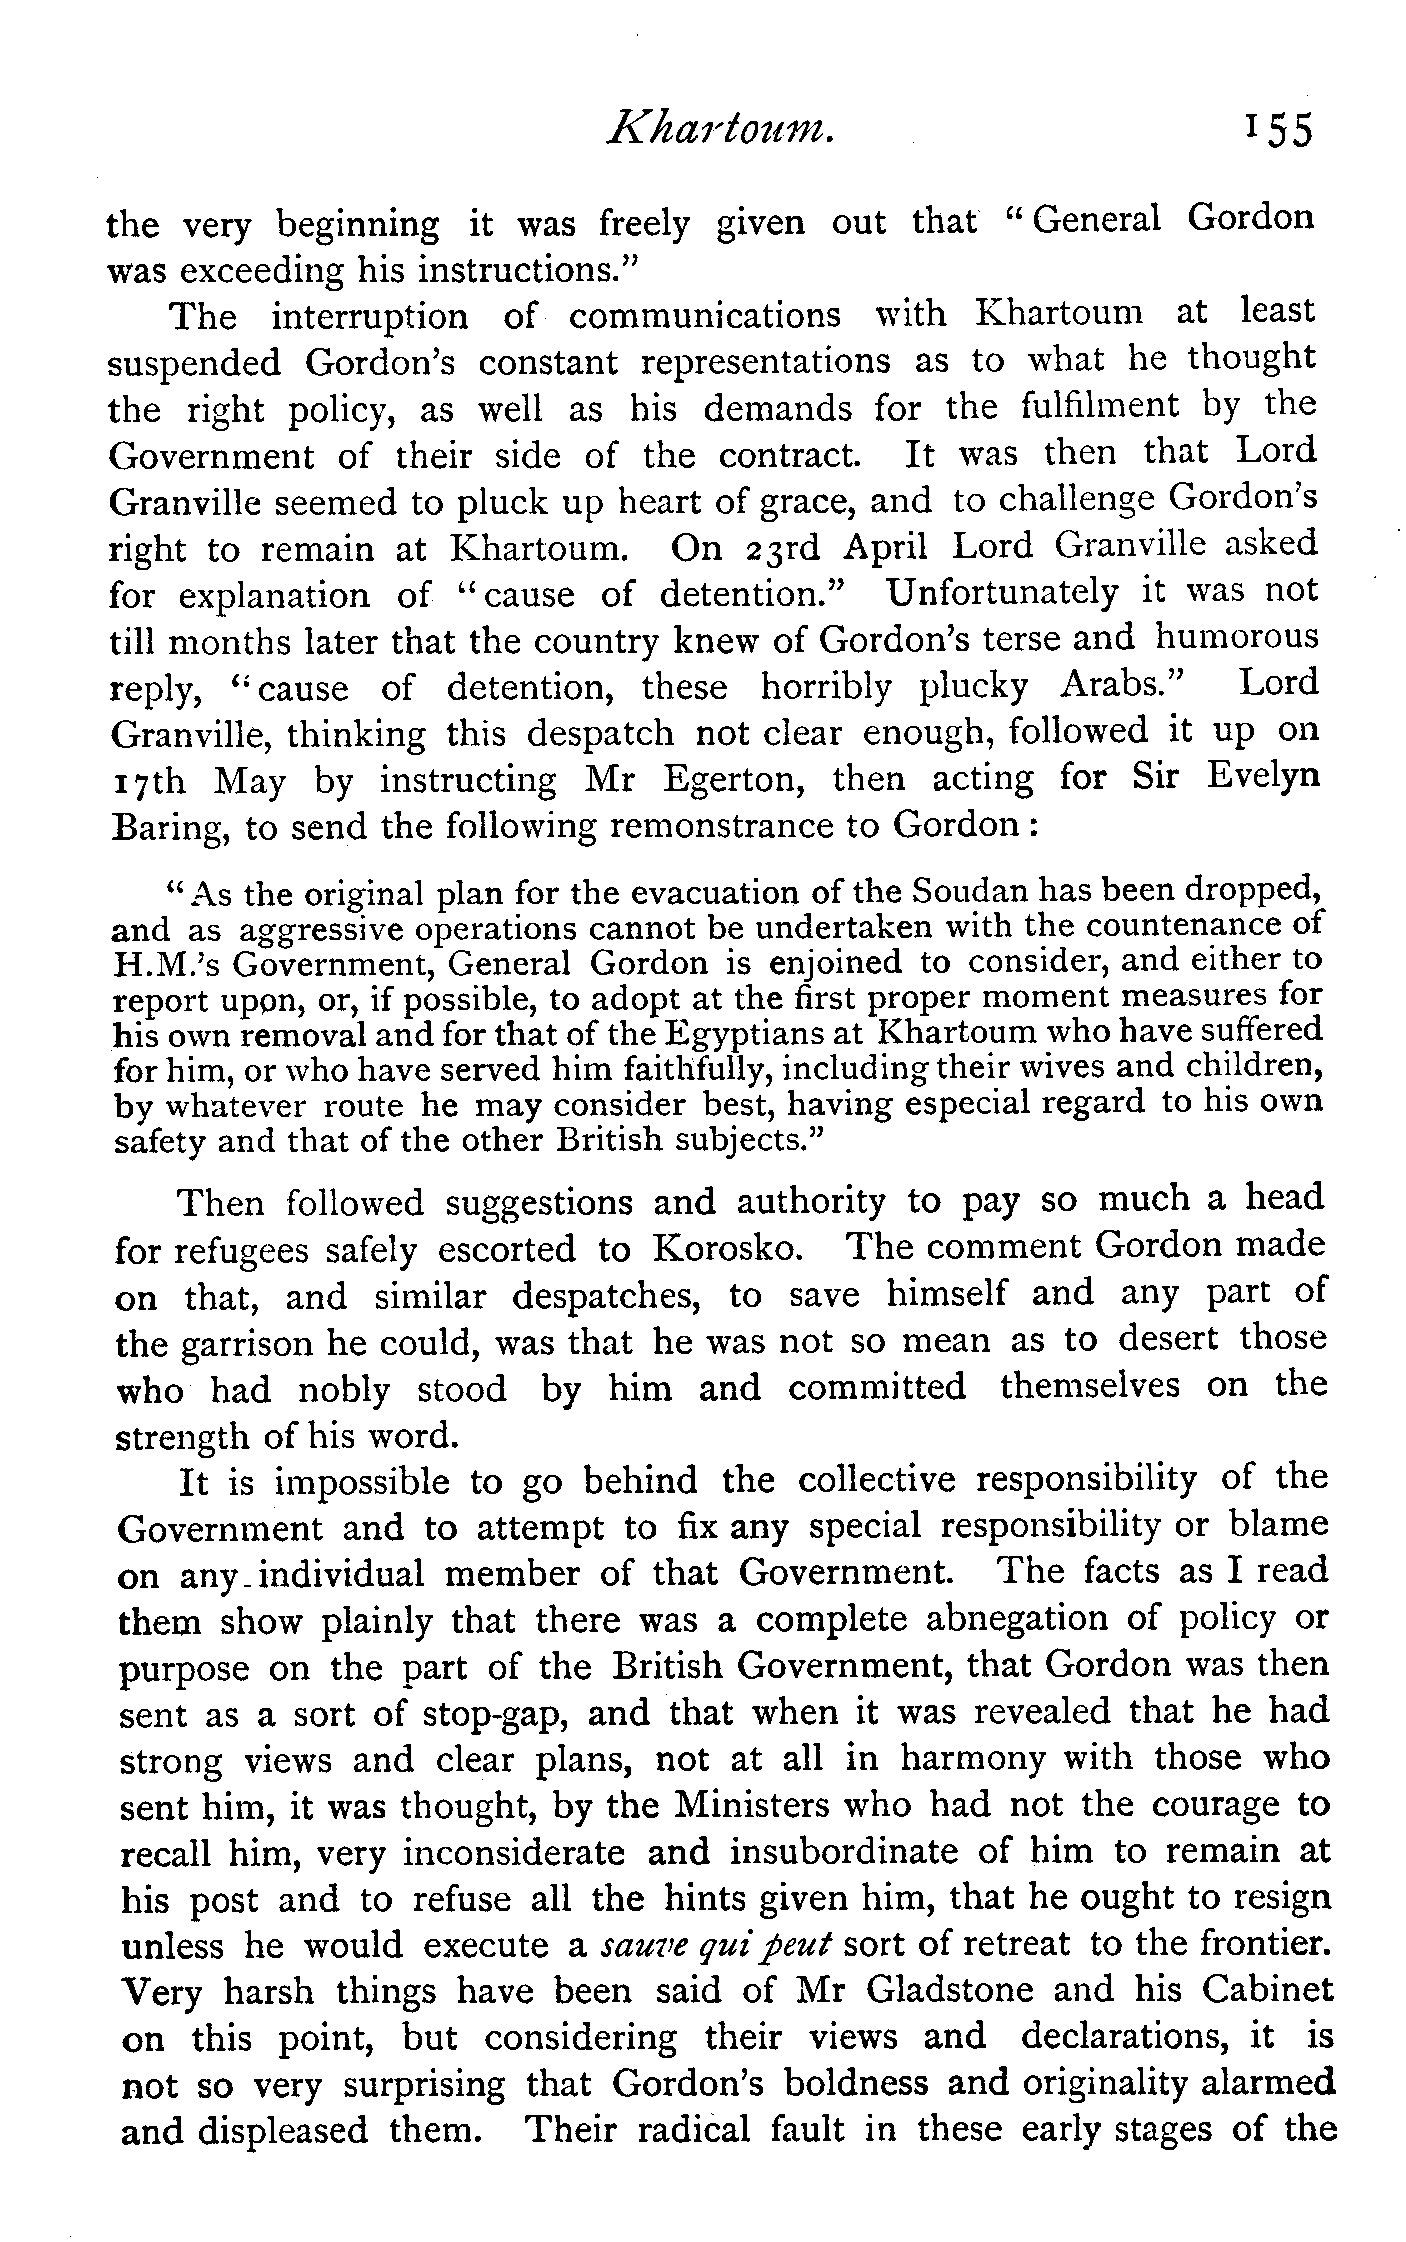 Khartoum. 155
the very beginning it was freely given out that “General Gordon
was exceeding his instructions.”
The interruption of communications with Khartoum at least
suspended Gordon’s constant representations as to what he thought
the right policy, as well as his demands for the fulfilment by the
Government of their side of the contract. It was then that Lord
Granville seemed to pluck up heart of grace, and to challenge Gordon’s
right to remain at Khartoum. On 23rd April Lord Granville asked
for explanation of “cause of detention.” Unfortunately it was not
till months later that the country knew of Gordon’s terse and humorous
reply, “cause of detention, these horribly plucky Arabs.” Lord
Granville, thinking this despatch not clear enough, followed it up on
17th May by instructing Mr Egerton, then acting for Sir Evelyn
Baring, to send the following remonstrance to Gordon:
“As the original plan for the evacuation of the Soudan has been dropped,
and as aggressive operations cannot be undertaken with the countenance of
H.M.’s Government, General Gordon is enjoined to consider, and either to
report upon, or, if possible, to adopt at the first proper moment measures for
his own removal and for that of the Egyptians at Khartoum who have suffered
for him, or who have served him faithfully, including their wives and children,
by whatever route he may consider best, having especial regard to his own
safety and that of the other British subjects.”
Then followed suggestions and authority to pay so much a head
for refugees safely escorted to Korosko. The comment Gordon made
on that, and similar despatches, to save himself and any part of
the garrison he could, was that he was not so mean as to desert those
who had nobly stood by him and committed themselves on the
strength of his word.
It is impossible to go behind the collective responsibility of the
Government and to attempt to fix any special responsibility or blame
on any individual member of that Government. The facts as I read
them show plainly that there was a complete abnegation of policy or
purpose on the part of the British Government, that Gordon was then
sent as a sort of stop-gap, and that when it was revealed that he had
strong views and clear plans, not at all in harmony with those who
sent him, it was thought, by the Ministers who had not the courage to
recall him, very inconsiderate and insubordinate of him to remain at
his post and to refuse all the hints given him, that he ought to resign
unless he would execute a sauve qui peut sort of retreat to the frontier.
Very harsh things have been said of Mr Gladstone and his Cabinet
on this point, but considering their views and declarations, it is
not so very surprising that Gordon’s boldness and originality alarmed
and displeased them. Their radical fault in these early stages of the